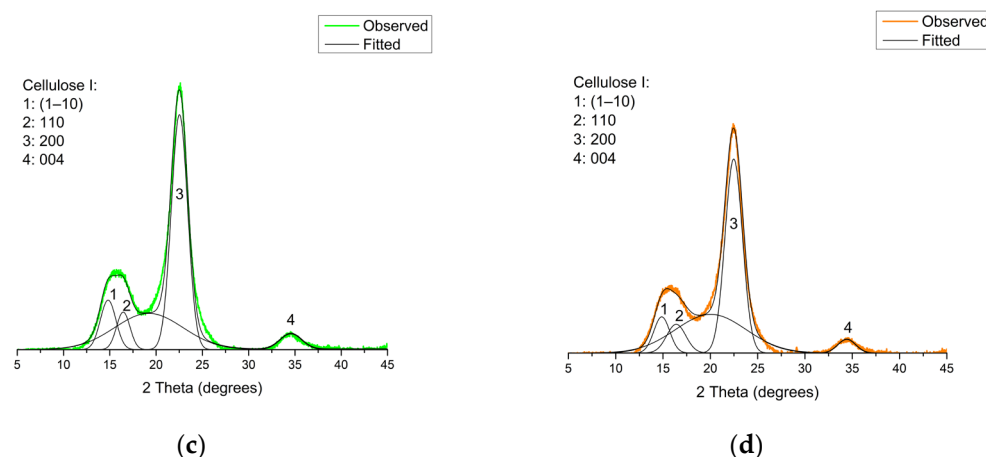 Observed
Fitted
Cellulose I:
1: (1–10)
2: 110
3: 200
4: 004
3
1
2
4
5 10 15 20 25 30 35 40 45
2 Theta (degrees)
(c)
Observed
Fitted
Cellulose I:
1: (1–10)
2: 110
3: 200
4: 004
3
1
2
4
5 10 15 20 25 30 35 40 45
2 Theta (degrees)
(d)